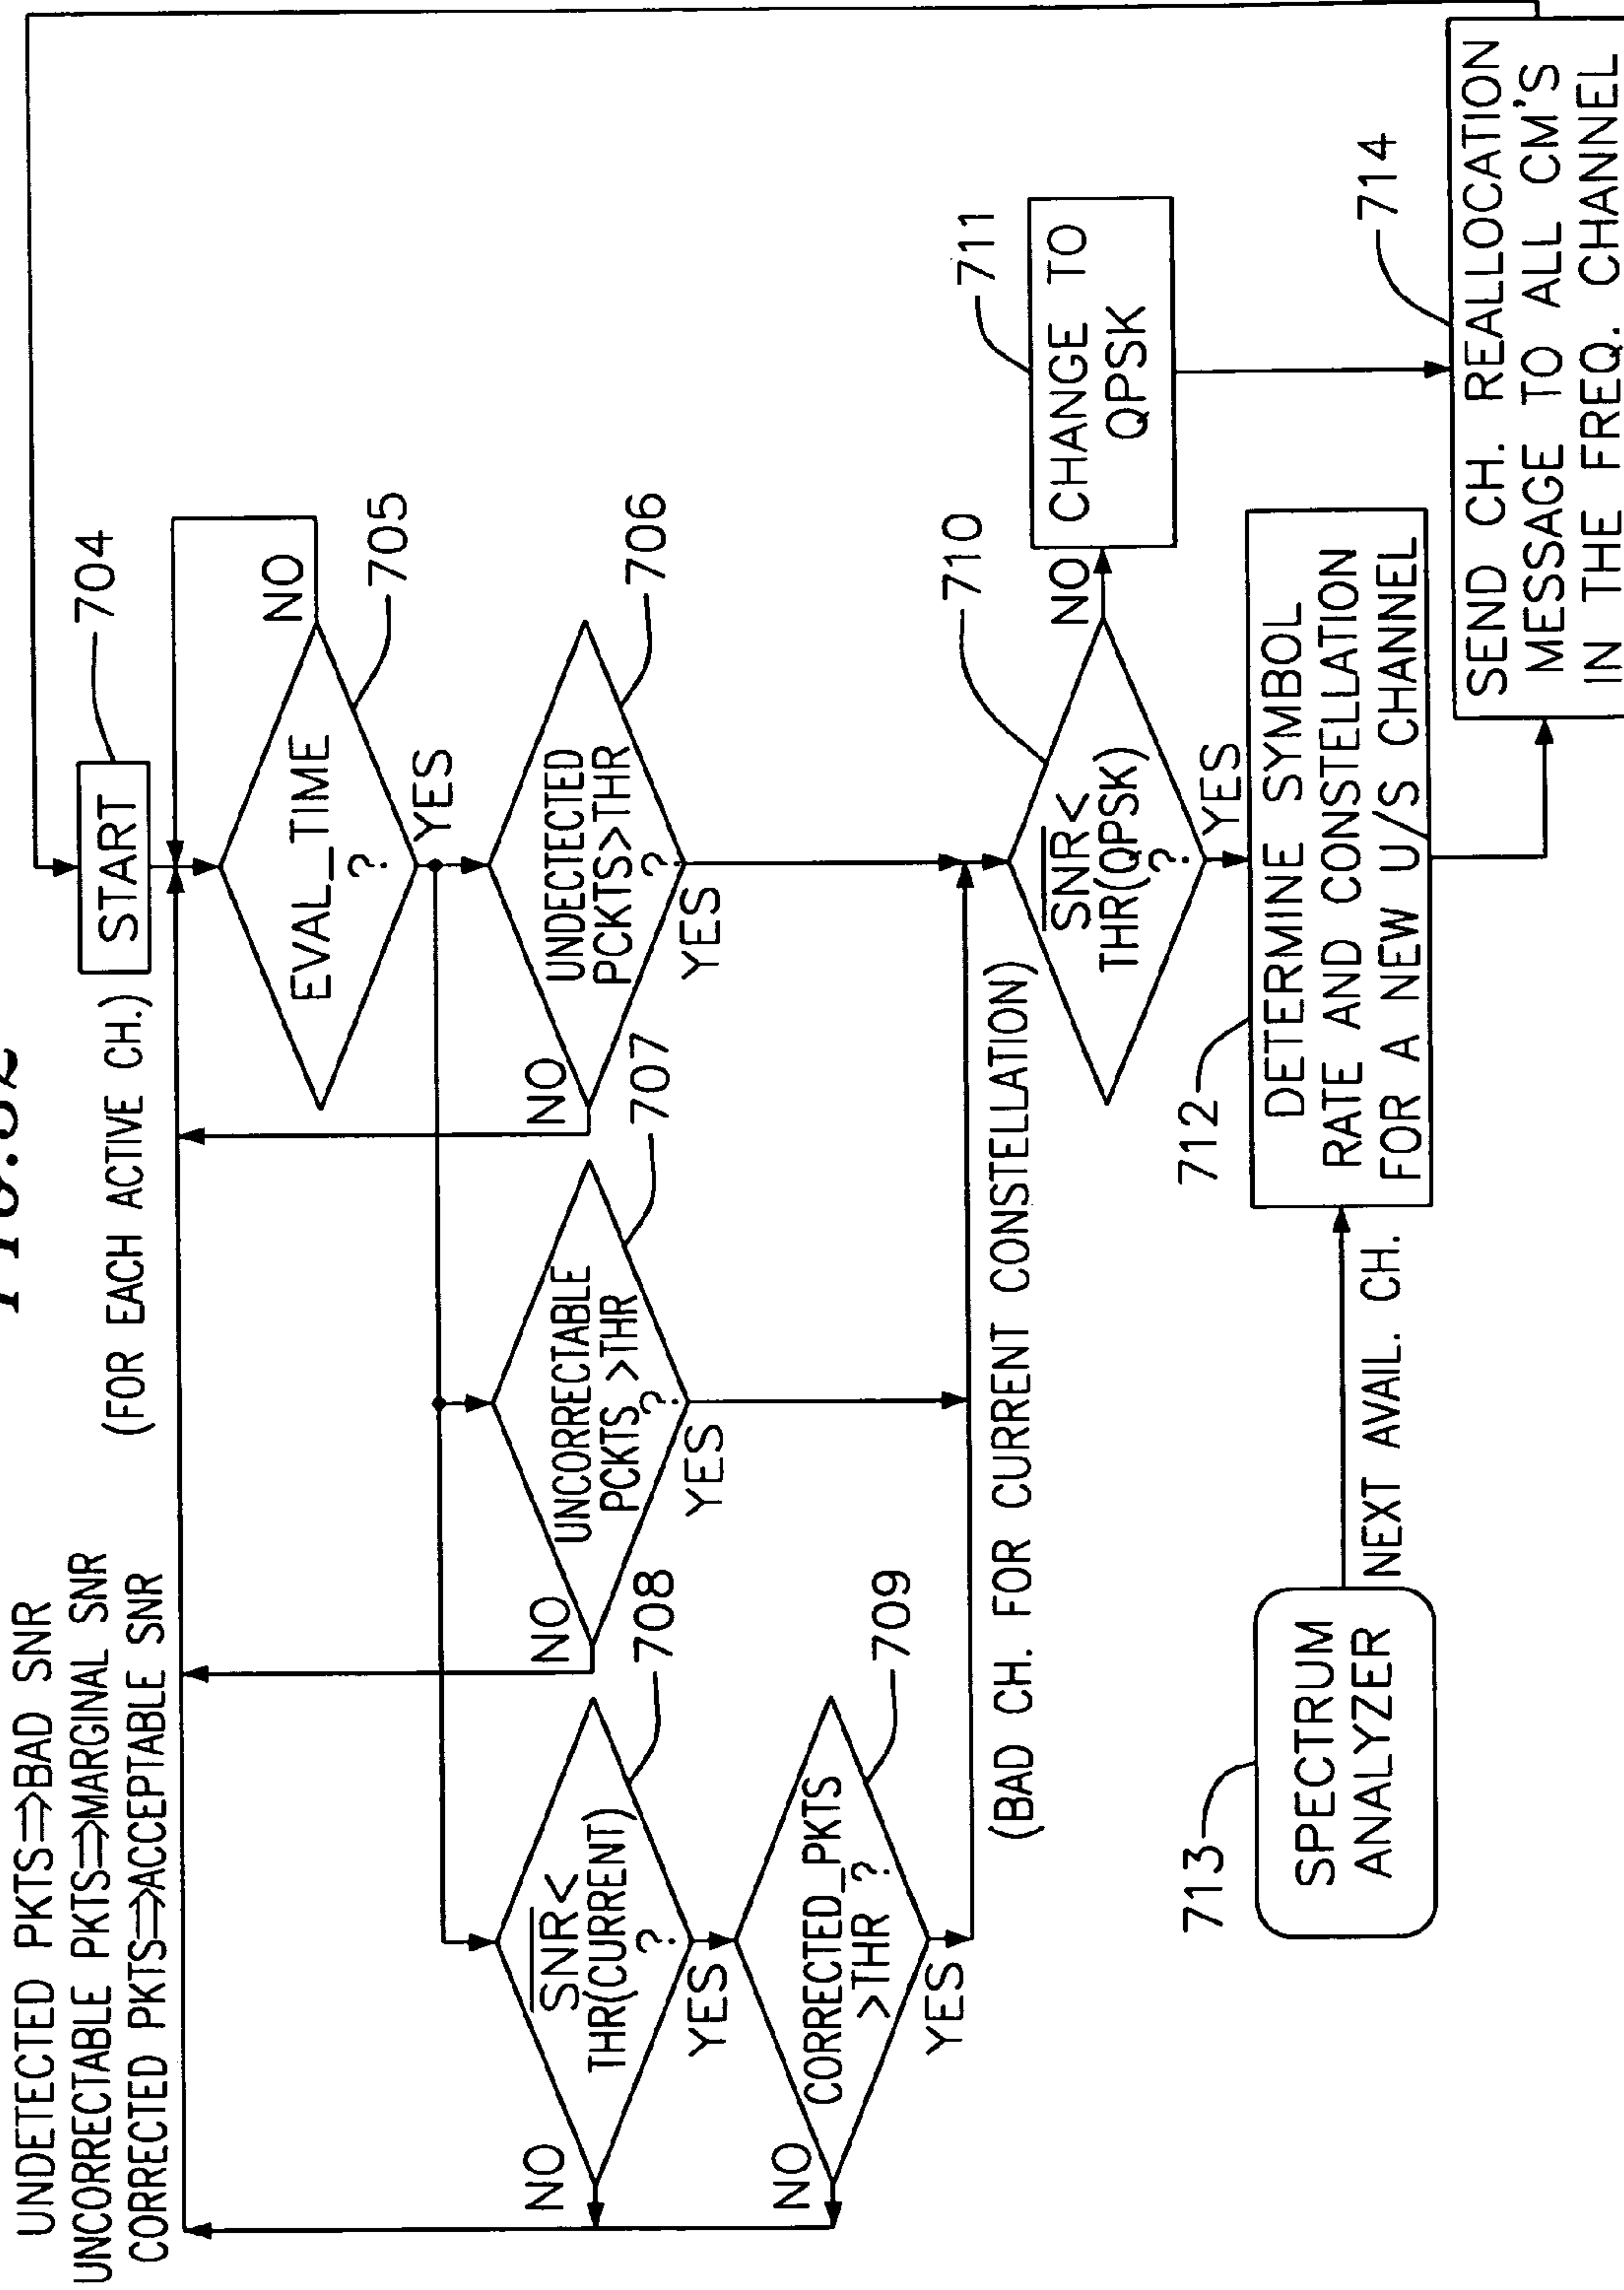 UNDETECTED PKTS⇒BAD SNR
UNCORRECTABLE PKTS⇒MARGINAL SNR
CORRECTED PKTS⇒ACCEPTABLE SNR
(FOR EACH ACTIVE CH.)
START
704
EVAL_TIME
?
NO
YES
705
SNR<
THR(CURRENT)
?
NO
YES
708
UNCORRECTABLE
PCKTS >THR
?
NO
YES
707
UNDECTECTED
PCKTS>THR
?
NO
YES
706
CORRECTED_PKTS
>THR ?
NO
YES
709
(BAD CH. FOR CURRENT CONSTELLATION)
SNR<
THR(QPSK)
?
NO
YES
710
CHANGE TO
QPSK
711
713
SPECTRUM
ANALYZER
NEXT AVAIL. CH.
712
DETERMINE SYMBOL
RATE AND CONSTELLATION
FOR A NEW U/S CHANNEL
714
SEND CH. REALLOCATION
MESSAGE TO ALL CM'S
IN THE FREQ. CHANNEL